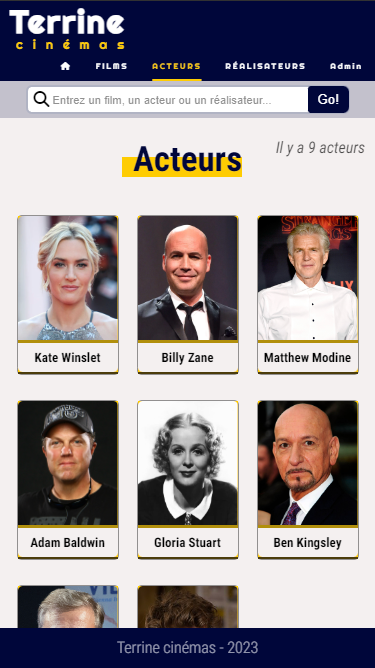 Terrine
cinémas
FILMS ACTEURS RÉALISATEURS Admin
Entrez un film, un acteur ou un réalisateur... Go!
Acteurs
Il y a 9 acteurs
STRANGER
Kate Winslet Billy Zane Matthew Modine
Adam Baldwin Gloria Stuart Ben Kingsley
Terrine cinémas - 2023